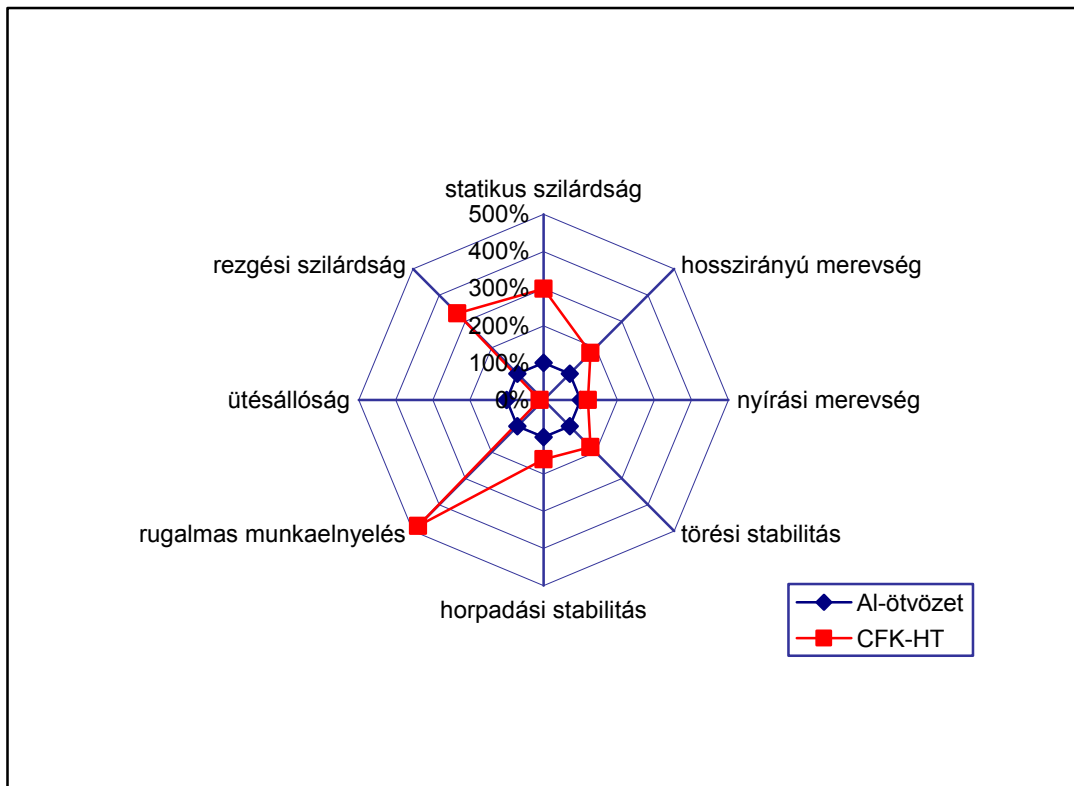 statikus szilárdság
500%
400%
300%
200%
100%
0%
rezgési szilárdság
hosszirányú merevség
ütésállóság
nyírási merevség
rugalmas munkaelnyelés
törési stabilitás
horpadási stabilitás
Al-ötvözet
CFK-HT